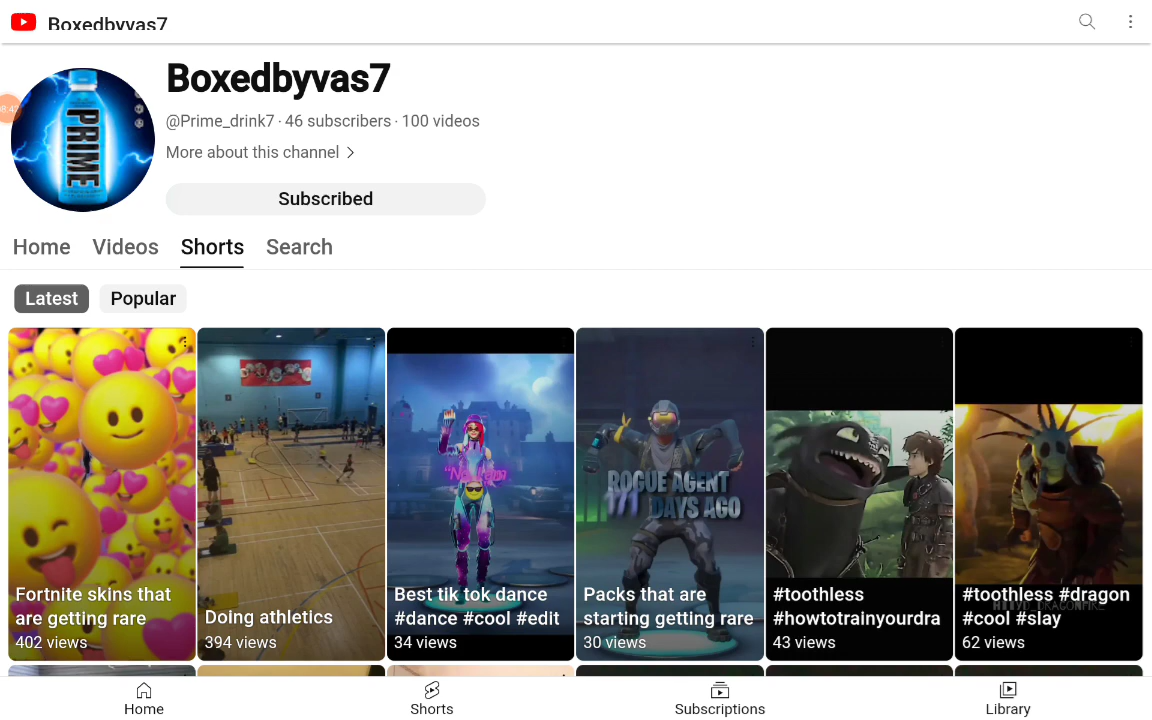 Boxedbyvas7
8:42
PRIME
Boxedbyvas7
@Prime_drink7 · 46 subscribers · 100 videos
More about this channel
Subscribed
Home Videos Shorts Search
Latest Popular
ROGUE AGENT
DAYS AGO
Fortnite skins that
are getting rare
402 views
Doing athletics
394 views
Best tik tok dance
#dance #cool #edit
34 views
Packs that are
starting getting rare
30 views
#toothless
#howtotrainyourdra
43 views
#toothless #dragon
#cool #slay
62 views
Home Shorts Subscriptions Library